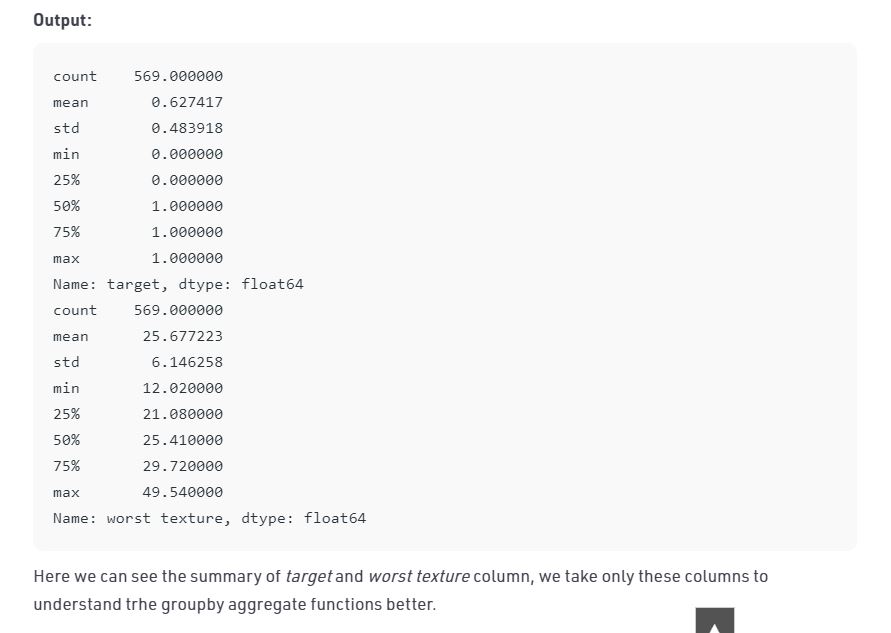 Output:
count 569.000000
mean 0.627417
std 0.483918
min 0.000000
25% 0.000000
50% 1.000000
75% 1.000000
max 1.000000
Name: target, dtype: float64
count 569.000000
mean 25.677223
std 6.146258
min 12.020000
25% 21.080000
50% 25.410000
75% 29.720000
max 49.540000
Name: worst texture, dtype: float64
Here we can see the summary of target and worst texture column, we take only these columns to
understand trhe groupby aggregate functions better.